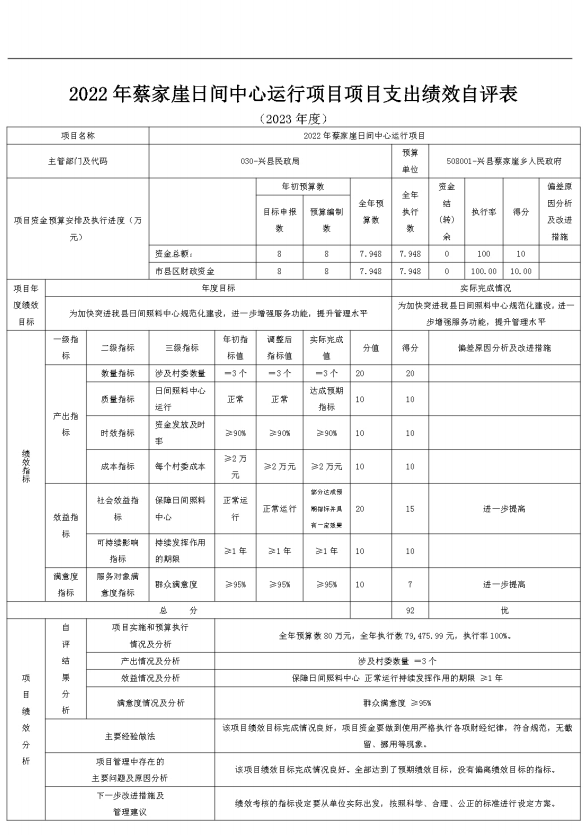 2022 年蔡家崖日间中心运行项目项目支出绩效自评表
（2023 年度）
项目名称 2022 年蔡家崖日间中心运行项目
主管部门及代码 030-兴县民政局 预算单位 508001-兴县蔡家崖乡人民政府
项目资金预算安排及执行进度（万元） 年初预算数 全年预算数 全年执行数 资金结（转）余 执行率 得分 偏差原因分析及改进措施
目标申报数 预算编制数
资金总额： 8 8 7.948 7.948 0 100 10
市县区财政资金 8 8 7.948 7.948 0 100.00 10.00
项目年度绩效目标 年度目标 实际完成情况
为加快突进我县日间照料中心规范化建设，进一步增强服务功能，提升管理水平 为加快突进我县日间照料中心规范化建设，进一步增强服务功能，提升管理水平
绩效指标 一级指标 二级指标 三级指标 年初指标值 调整后指标值 实际完成值 分值 得分 偏差原因分析及改进措施
产出指标 数量指标 涉及村委数量 ＝3 个 ＝3 个 ＝3 个 20 20
质量指标 日间照料中心运行 正常 正常 达成预期指标 10 10
时效指标 资金发放及时率 ≥90% ≥90% ≥90% 10 10
成本指标 每个村委成本 ≥2 万元 ≥2 万元 ≥2 万元 10 10
效益指标 社会效益指标 保障日间照料中心 正常运行 正常运行 部分达成预期指标并具有一定效果 20 15 进一步提高
可持续影响指标 持续发挥作用的期限 ≥1 年 ≥1 年 ≥1 年 10 10
满意度指标 服务对象满意度指标 群众满意度 ≥95% ≥95% ≥95% 10 7 进一步提高
总 分 92 优
项目绩效分析 自评结果分析 项目实施和预算执行情况及分析 全年预算数 80 万元，全年执行数 79,475.99 元，执行率 100%。
产出情况及分析 涉及村委数量 ＝3 个
效益情况及分析 保障日间照料中心 正常运行持续发挥作用的期限 ≥1 年
满意度情况及分析 群众满意度 ≥95%
主要经验做法 该项目绩效目标完成情况良好，项目资金要做到使用严格执行各项财经纪律，符合规范，无截留、挪用等现象。
项目管理中存在的主要问题及原因分析 该项目绩效目标完成情况良好。全部达到了预期绩效目标，没有偏离绩效目标的指标。
下一步改进措施及管理建议 绩效考核的指标设定要从单位实际出发，按照科学、合理、公正的标准进行设定方案。